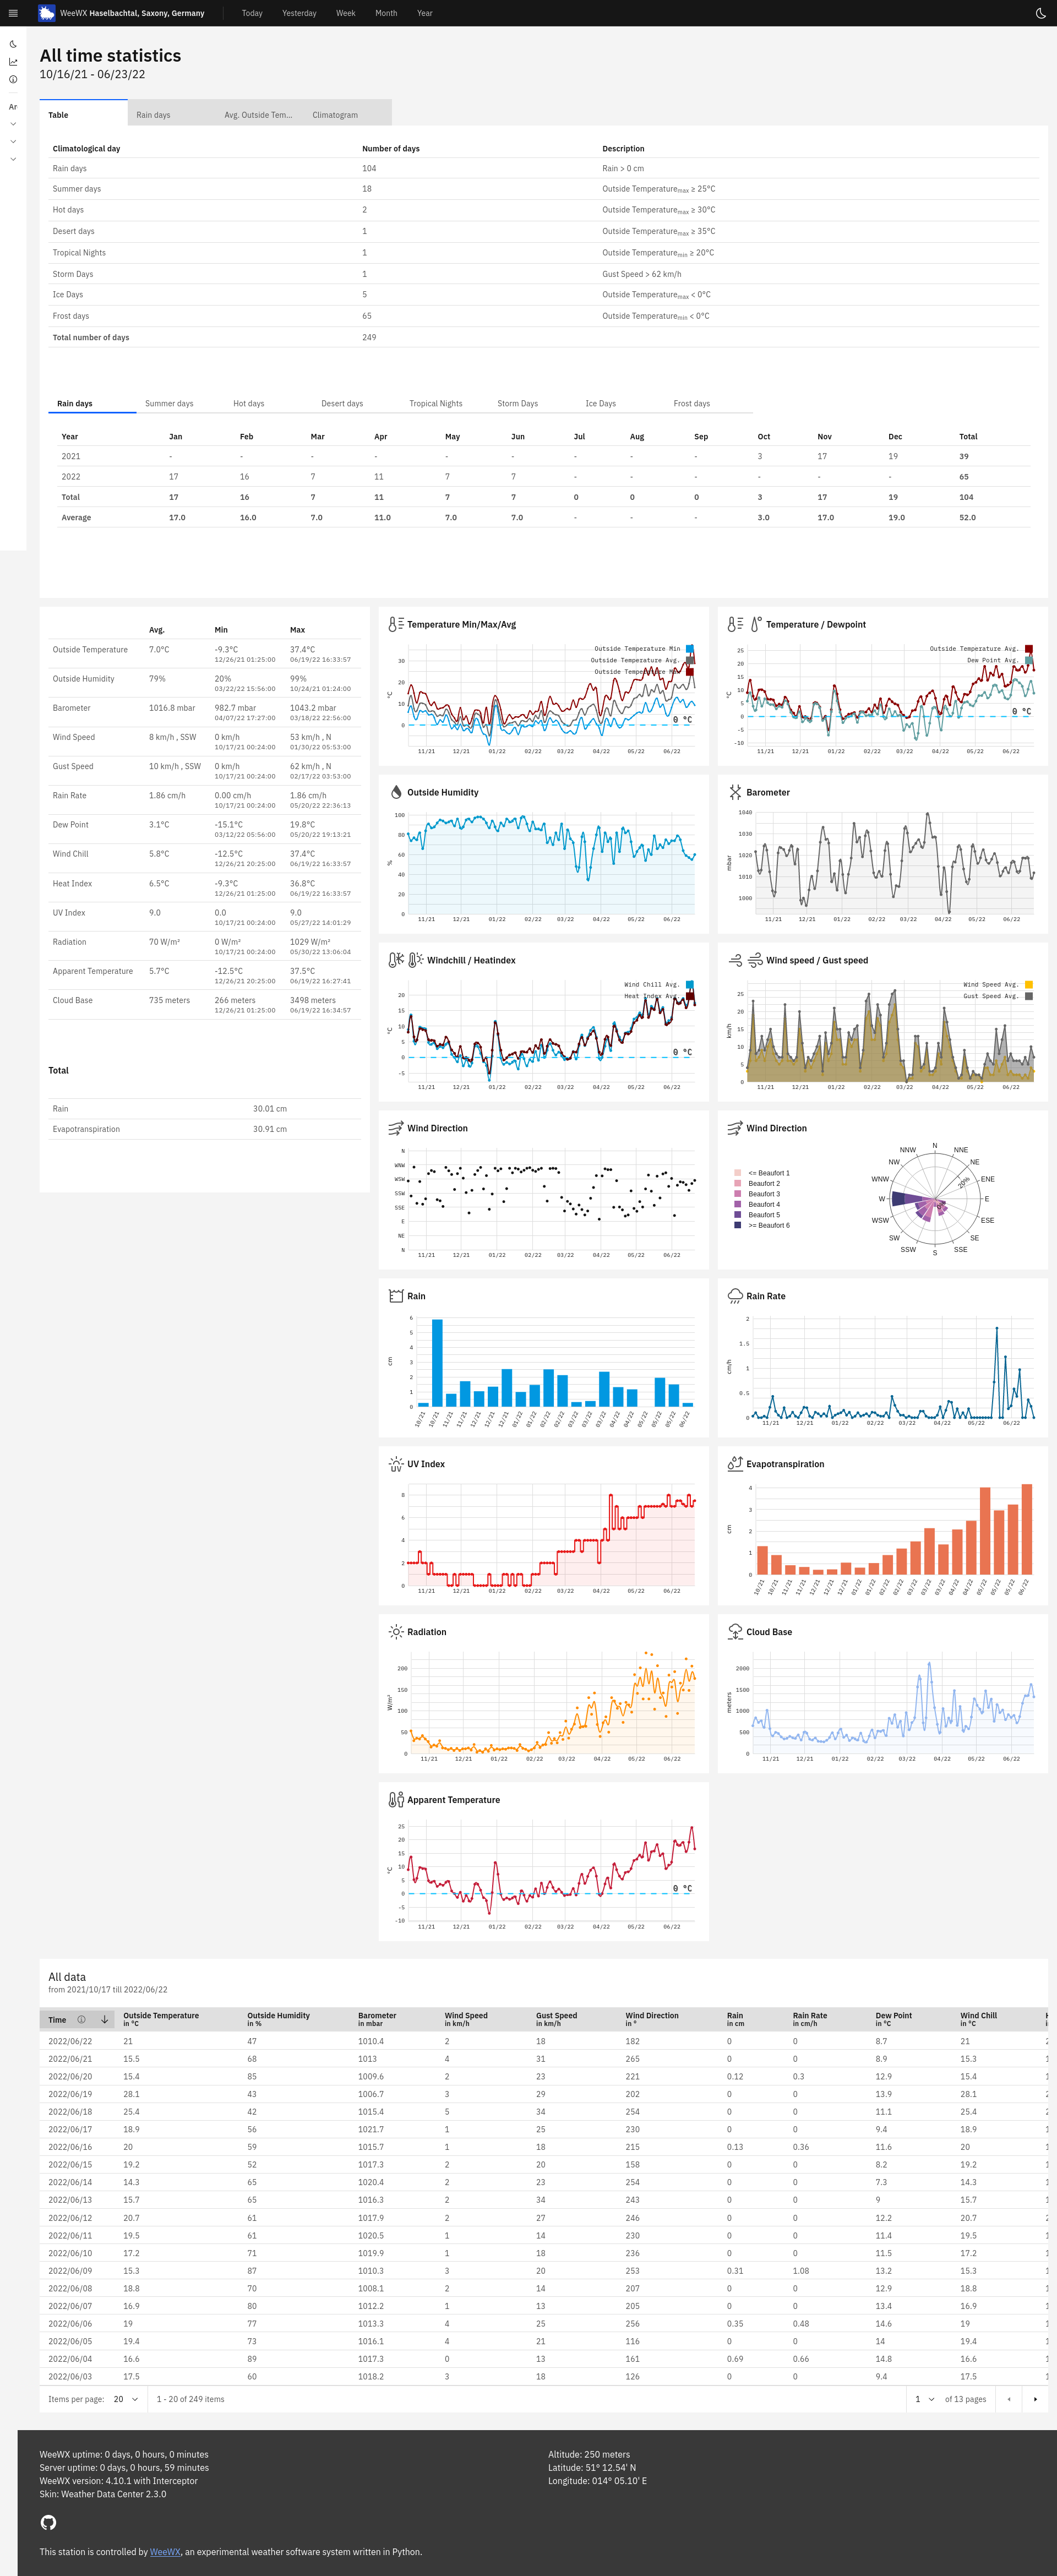 WeeWX Haselbachtal, Saxony, Germany Today Yesterday Week Month Year
Ar
All time statistics
10/16/21 - 06/23/22
Table Rain days Avg. Outside Tem... Climatogram
Climatological day Number of days Description
Rain days 104 Rain > 0 cm
Summer days 18 Outside Temperaturemax ≥ 25°C
Hot days 2 Outside Temperaturemax ≥ 30°C
Desert days 1 Outside Temperaturemax ≥ 35°C
Tropical Nights 1 Outside Temperaturemin ≥ 20°C
Storm Days 1 Gust Speed > 62 km/h
Ice Days 5 Outside Temperaturemax < 0°C
Frost days 65 Outside Temperaturemin < 0°C
Total number of days 249
Rain days Summer days Hot days Desert days Tropical Nights Storm Days Ice Days Frost days
Year Jan Feb Mar Apr May Jun Jul Aug Sep Oct Nov Dec Total
2021 - - - - - - - - - 3 17 19 39
2022 17 16 7 11 7 7 - - - - - - 65
Total 17 16 7 11 7 7 0 0 0 3 17 19 104
Average 17.0 16.0 7.0 11.0 7.0 7.0 - - - 3.0 17.0 19.0 52.0
Avg. Min Max
Outside Temperature 7.0°C -9.3°C 37.4°C
12/26/21 01:25:00 06/19/22 16:33:57
Outside Humidity 79% 20% 99%
03/22/22 15:56:00 10/24/21 01:24:00
Barometer 1016.8 mbar 982.7 mbar 1043.2 mbar
04/07/22 17:27:00 03/18/22 22:56:00
Wind Speed 8 km/h , SSW 0 km/h 53 km/h , N
10/17/21 00:24:00 01/30/22 05:53:00
Gust Speed 10 km/h , SSW 0 km/h 62 km/h , N
10/17/21 00:24:00 02/17/22 03:53:00
Rain Rate 1.86 cm/h 0.00 cm/h 1.86 cm/h
10/17/21 00:24:00 05/20/22 22:36:13
Dew Point 3.1°C -15.1°C 19.8°C
03/12/22 05:56:00 05/20/22 19:13:21
Wind Chill 5.8°C -12.5°C 37.4°C
12/26/21 20:25:00 06/19/22 16:33:57
Heat Index 6.5°C -9.3°C 36.8°C
12/26/21 01:25:00 06/19/22 16:33:57
UV Index 9.0 0.0 9.0
10/17/21 00:24:00 05/27/22 14:01:29
Radiation 70 W/m² 0 W/m² 1029 W/m²
10/17/21 00:24:00 05/30/22 13:06:04
Apparent Temperature 5.7°C -12.5°C 37.5°C
12/26/21 20:25:00 06/19/22 16:27:41
Cloud Base 735 meters 266 meters 3498 meters
12/26/21 01:25:00 06/19/22 16:34:57
Total
Rain 30.01 cm
Evapotranspiration 30.91 cm
Temperature Min/Max/Avg
Outside Temperature Min
Outside Temperature Avg.
Outside Temperature
°C
30
20
10
0
0 °C
11/21 12/21 01/22 02/22 03/22 04/22 05/22 06/22
Temperature / Dewpoint
Outside Temperature Avg.
Dew Point Avg.
°C
25
20
15
10
5
0
-5
-10
0 °C
11/21 12/21 01/22 02/22 03/22 04/22 05/22 06/22
Outside Humidity
%
100
80
60
40
20
0
11/21 12/21 01/22 02/22 03/22 04/22 05/22 06/22
Barometer
mbar
1040
1030
1020
1010
1000
11/21 12/21 01/22 02/22 03/22 04/22 05/22 06/22
Windchill / Heatindex
Wind Chill Avg.
Heat Index Avg.
°C
20
15
10
5
0
-5
0 °C
11/21 12/21 01/22 02/22 03/22 04/22 05/22 06/22
Wind speed / Gust speed
Wind Speed Avg.
Gust Speed Avg.
km/h
25
20
15
10
5
0
11/21 12/21 01/22 02/22 03/22 04/22 05/22 06/22
Wind Direction
N
WNW
WSW
SSW
SSE
E
NE
N
11/21 12/21 01/22 02/22 03/22 04/22 05/22 06/22
Wind Direction
<= Beaufort 1
Beaufort 2
Beaufort 3
Beaufort 4
Beaufort 5
>= Beaufort 6
N
NNW NNE
NW NE
WNW ENE
20%
W E
WSW ESE
SW SE
SSW SSE
S
Rain
cm
6
5
4
3
2
1
0
10/21 10/21 11/21 11/21 12/21 12/21 12/21 01/22 01/22 02/22 02/22 03/22 03/22 03/22 04/22 04/22 05/22 05/22 05/22 06/22
Rain Rate
cm/h
2
1.5
1
0.5
0
11/21 12/21 01/22 02/22 03/22 04/22 05/22 06/22
UV Index
8
6
4
2
0
11/21 12/21 01/22 02/22 03/22 04/22 05/22 06/22
Evapotranspiration
cm
4
3
2
1
0
10/21 10/21 11/21 11/21 12/21 12/21 12/21 01/22 01/22 02/22 02/22 03/22 03/22 03/22 04/22 04/22 05/22 05/22 05/22 06/22
Radiation
W/m²
200
150
100
50
0
11/21 12/21 01/22 02/22 03/22 04/22 05/22 06/22
Cloud Base
meters
2000
1500
1000
500
0
11/21 12/21 01/22 02/22 03/22 04/22 05/22 06/22
Apparent Temperature
°C
25
20
15
10
5
0
-5
-10
0 °C
11/21 12/21 01/22 02/22 03/22 04/22 05/22 06/22
All data
from 2021/10/17 till 2022/06/22
Time Outside Temperature Outside Humidity Barometer Wind Speed Gust Speed Wind Direction Rain Rain Rate Dew Point Wind Chill
in °C in % in mbar in km/h in km/h in ° in cm in cm/h in °C in °C
2022/06/22 21 47 1010.4 2 18 182 0 0 8.7 21
2022/06/21 15.5 68 1013 4 31 265 0 0 8.9 15.3
2022/06/20 15.4 85 1009.6 2 23 221 0.12 0.3 12.9 15.4
2022/06/19 28.1 43 1006.7 3 29 202 0 0 13.9 28.1
2022/06/18 25.4 42 1015.4 5 34 254 0 0 11.1 25.4
2022/06/17 18.9 56 1021.7 1 25 230 0 0 9.4 18.9
2022/06/16 20 59 1015.7 1 18 215 0.13 0.36 11.6 20
2022/06/15 19.2 52 1017.3 2 20 158 0 0 8.2 19.2
2022/06/14 14.3 65 1020.4 2 23 254 0 0 7.3 14.3
2022/06/13 15.7 65 1016.3 2 34 243 0 0 9 15.7
2022/06/12 20.7 61 1017.9 2 27 246 0 0 12.2 20.7
2022/06/11 19.5 61 1020.5 1 14 230 0 0 11.4 19.5
2022/06/10 17.2 71 1019.9 1 18 236 0 0 11.5 17.2
2022/06/09 15.3 87 1010.3 3 20 253 0.31 1.08 13.2 15.3
2022/06/08 18.8 70 1008.1 2 14 207 0 0 12.9 18.8
2022/06/07 16.9 80 1012.2 1 13 205 0 0 13.4 16.9
2022/06/06 19 77 1013.3 4 25 256 0.35 0.48 14.6 19
2022/06/05 19.4 73 1016.1 4 21 116 0 0 14 19.4
2022/06/04 16.6 89 1017.3 0 13 161 0.69 0.66 14.8 16.6
2022/06/03 17.5 60 1018.2 3 18 126 0 0 9.4 17.5
Items per page: 20 1 - 20 of 249 items 1 of 13 pages
WeeWX uptime: 0 days, 0 hours, 0 minutes
Server uptime: 0 days, 0 hours, 59 minutes
WeeWX version: 4.10.1 with Interceptor
Skin: Weather Data Center 2.3.0
Altitude: 250 meters
Latitude: 51° 12.54' N
Longitude: 014° 05.10' E
This station is controlled by WeeWX, an experimental weather software system written in Python.